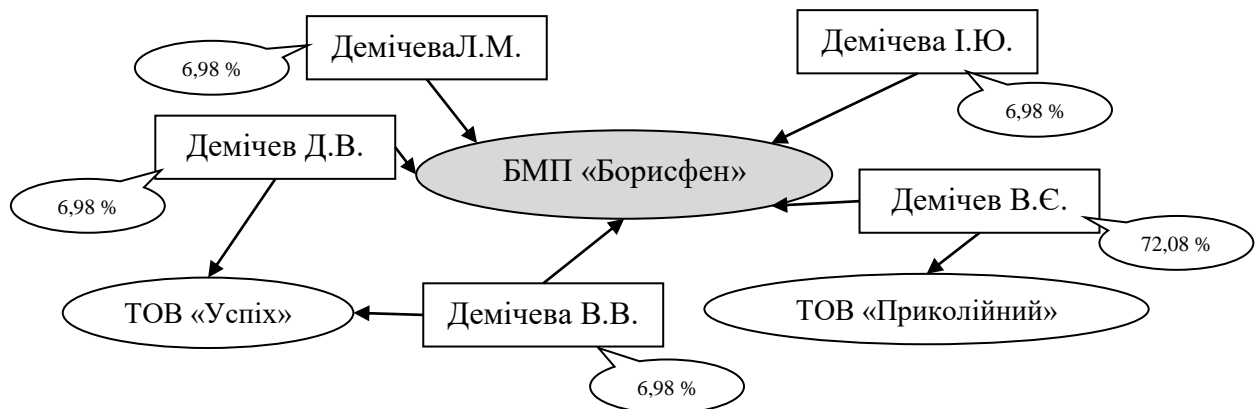 ДемічеваЛ.М.
Демічева І.Ю.
6,98 %
6,98 %
Демічев Д.В.
БМП «Борисфен»
6,98 %
Демічев В.Є.
72,08 %
ТОВ «Успіх»
Демічева В.В.
ТОВ «Приколійний»
6,98 %